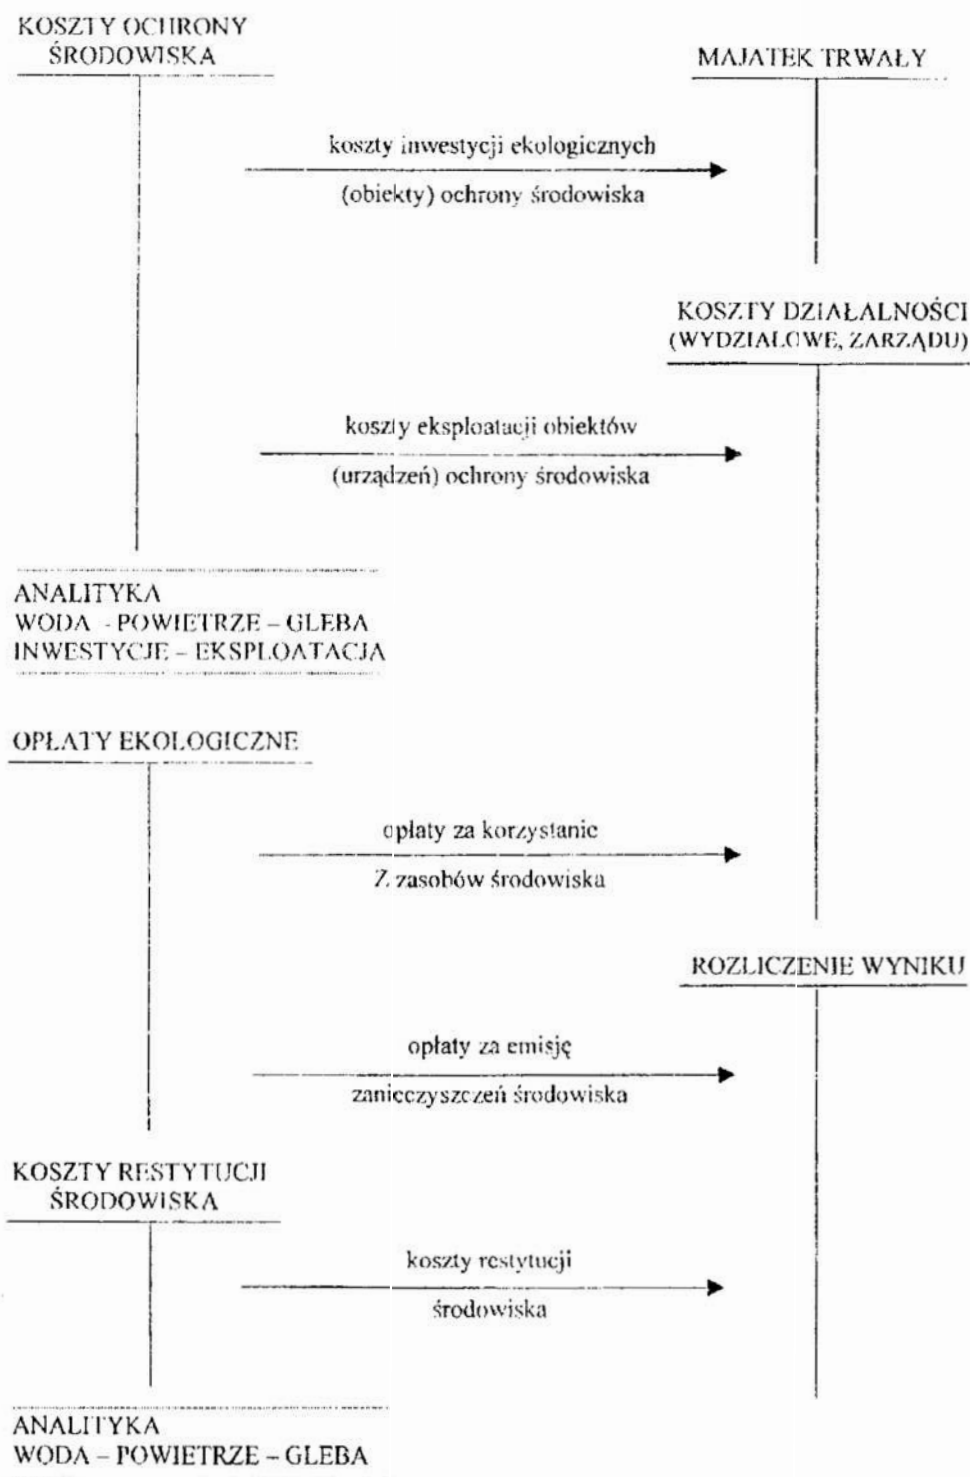 KOSZTY OCHRONY
ŚRODOWISKA
MAJATEK TRWAŁY
koszty inwestycji ekologicznych
(obiekty) ochrony środowiska
KOSZTY DZIAŁALNOŚCI
(WYDZIAŁOWE, ZARZĄDU)
koszty eksploatacji obiektów
(urządzeń) ochrony środowiska
ANALITYKA
WODA - POWIETRZE – GLEBA
INWESTYCJE – EKSPLOATACJA
OPŁATY EKOLOGICZNE
opłaty za korzystanie
Z zasobów środowiska
ROZLICZENIE WYNIKU
opłaty za emisję
zanieczyszczeń środowiska
KOSZTY RESTYTUCJI
ŚRODOWISKA
koszty restytucji
środowiska
ANALITYKA
WODA – POWIETRZE – GLEBA